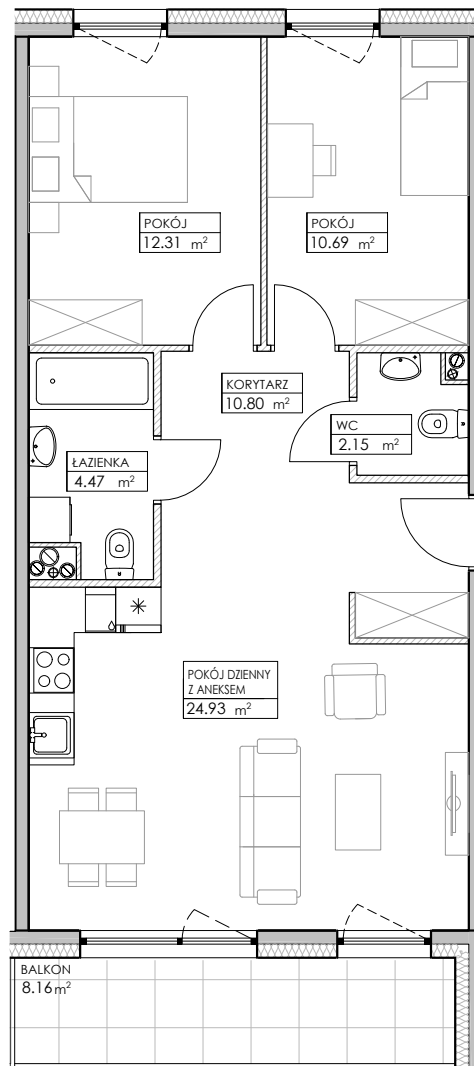 POKÓJ
12.31 m²
POKÓJ
10.69 m²
KORYTARZ
10.80 m²
WC
2.15 m²
ŁAZIENKA
4.47 m²
POKÓJ DZIENNY
Z ANEKSEM
24.93 m²
BALKON
8.16 m²